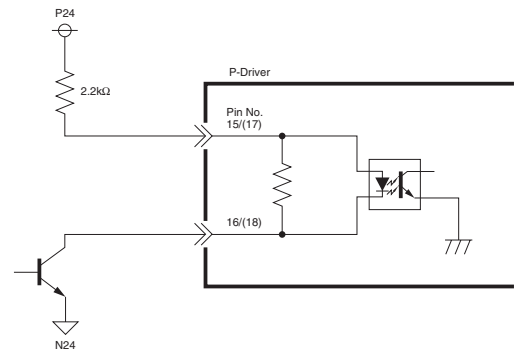 P24
2.2kΩ
P-Driver
Pin No.
15/(17)
16/(18)
N24